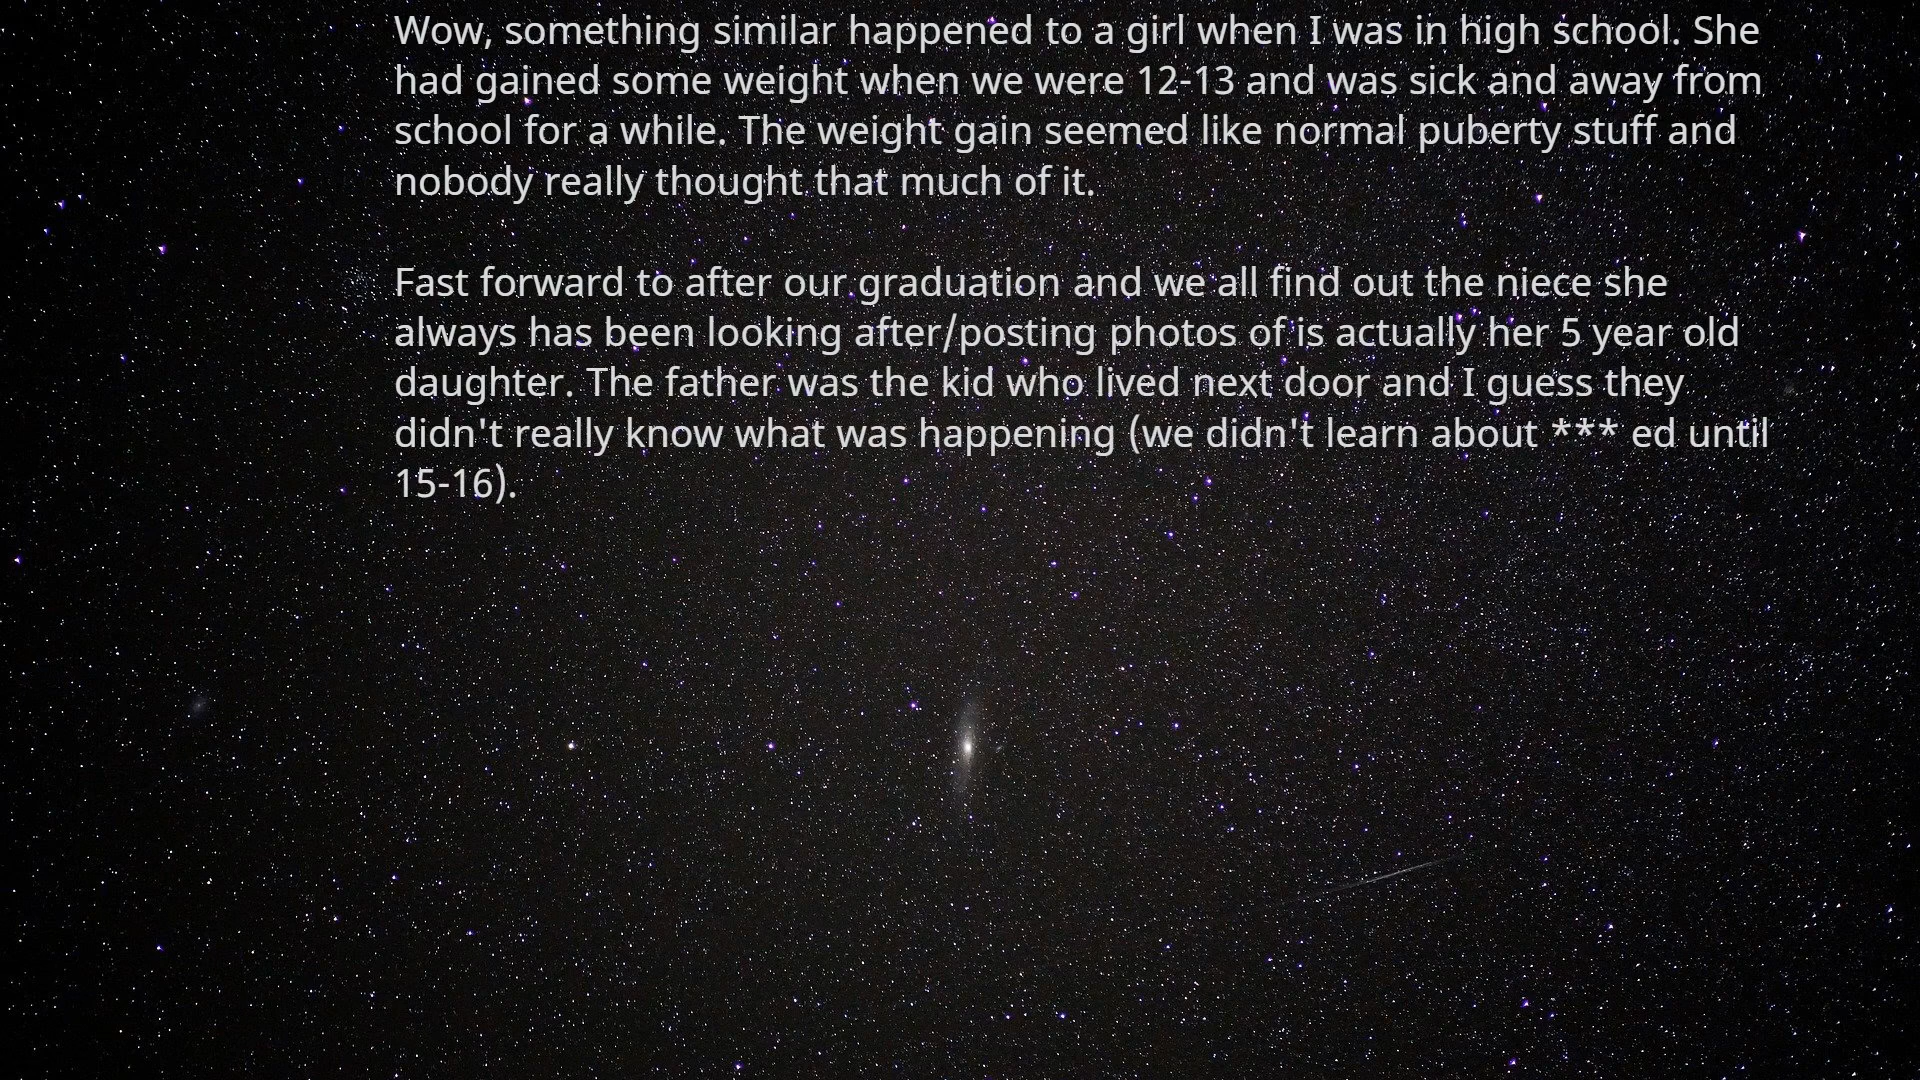 Wow, something similar happened to a girl when I was in high school. She
had gained some weight when we were 12-13 and was sick and away from
school for a while. The weight gain seemed like normal puberty stuff and
nobody really thought that much of it.
Fast forward to after our graduation and we all find out the niece she
always has been looking after/posting photos of is actually her 5 year old
daughter. The father was the kid who lived next door and I guess they
didn't really know what was happening (we didn't learn about *** ed until
15-16).